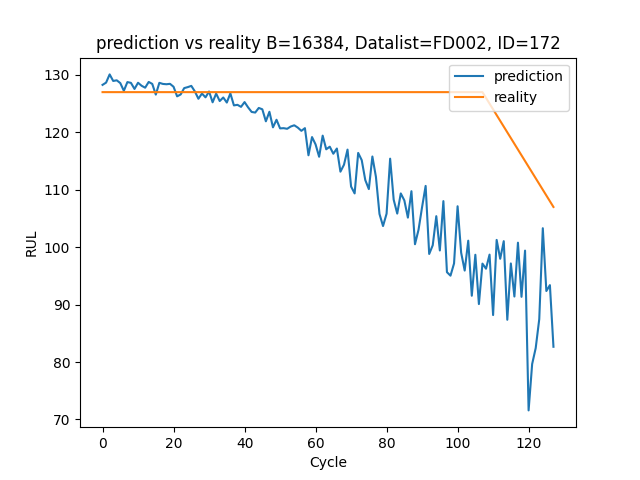 prediction vs reality B=16384, Datalist=FD002, ID=172
prediction
reality
130
120
110
100
90
80
70
RUL
0 20 40 60 80 100 120
Cycle